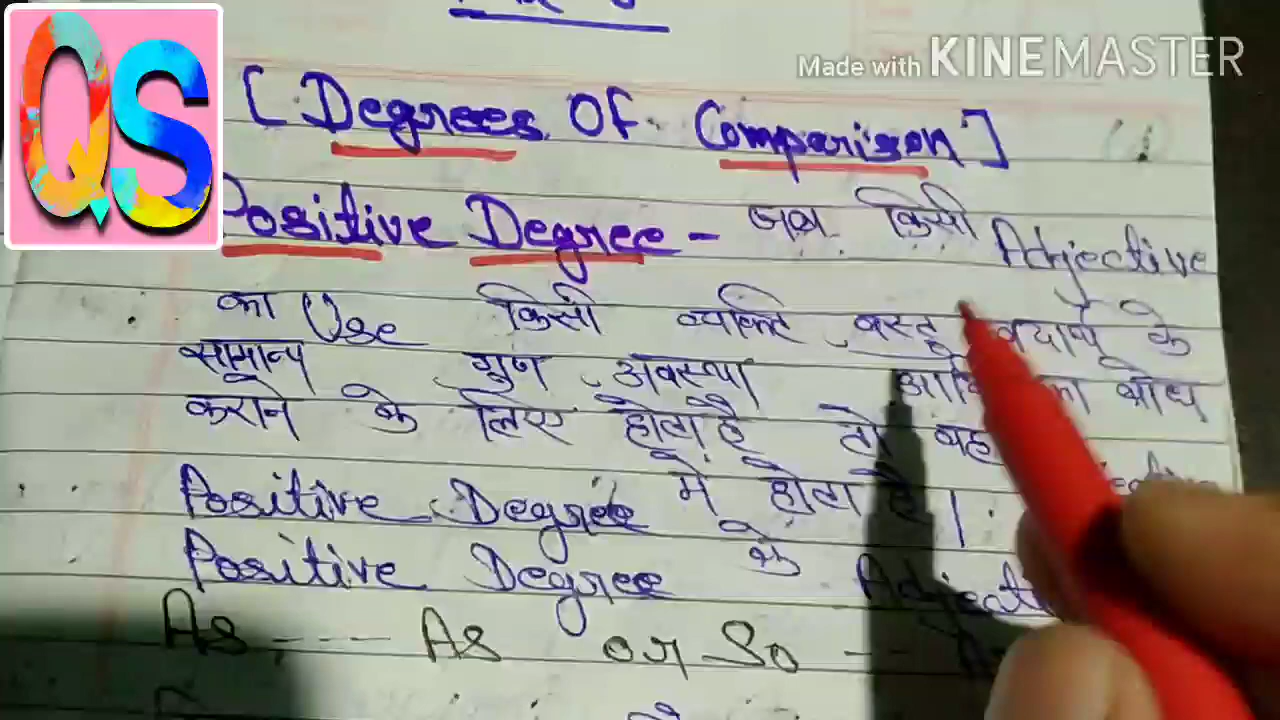 QS
Made with KINEMASTER
[Degrees Of Comparison]
Positive Degree - जब किसी Adjective
का Use किसी व्यक्ति वस्तु पदार्थ के
सामान्य गुण अवस्था आदि का बोध
कराने के लिए होता है तो वह
Positive Degree में होता है।
Positive Degree के
As ---- As or So --